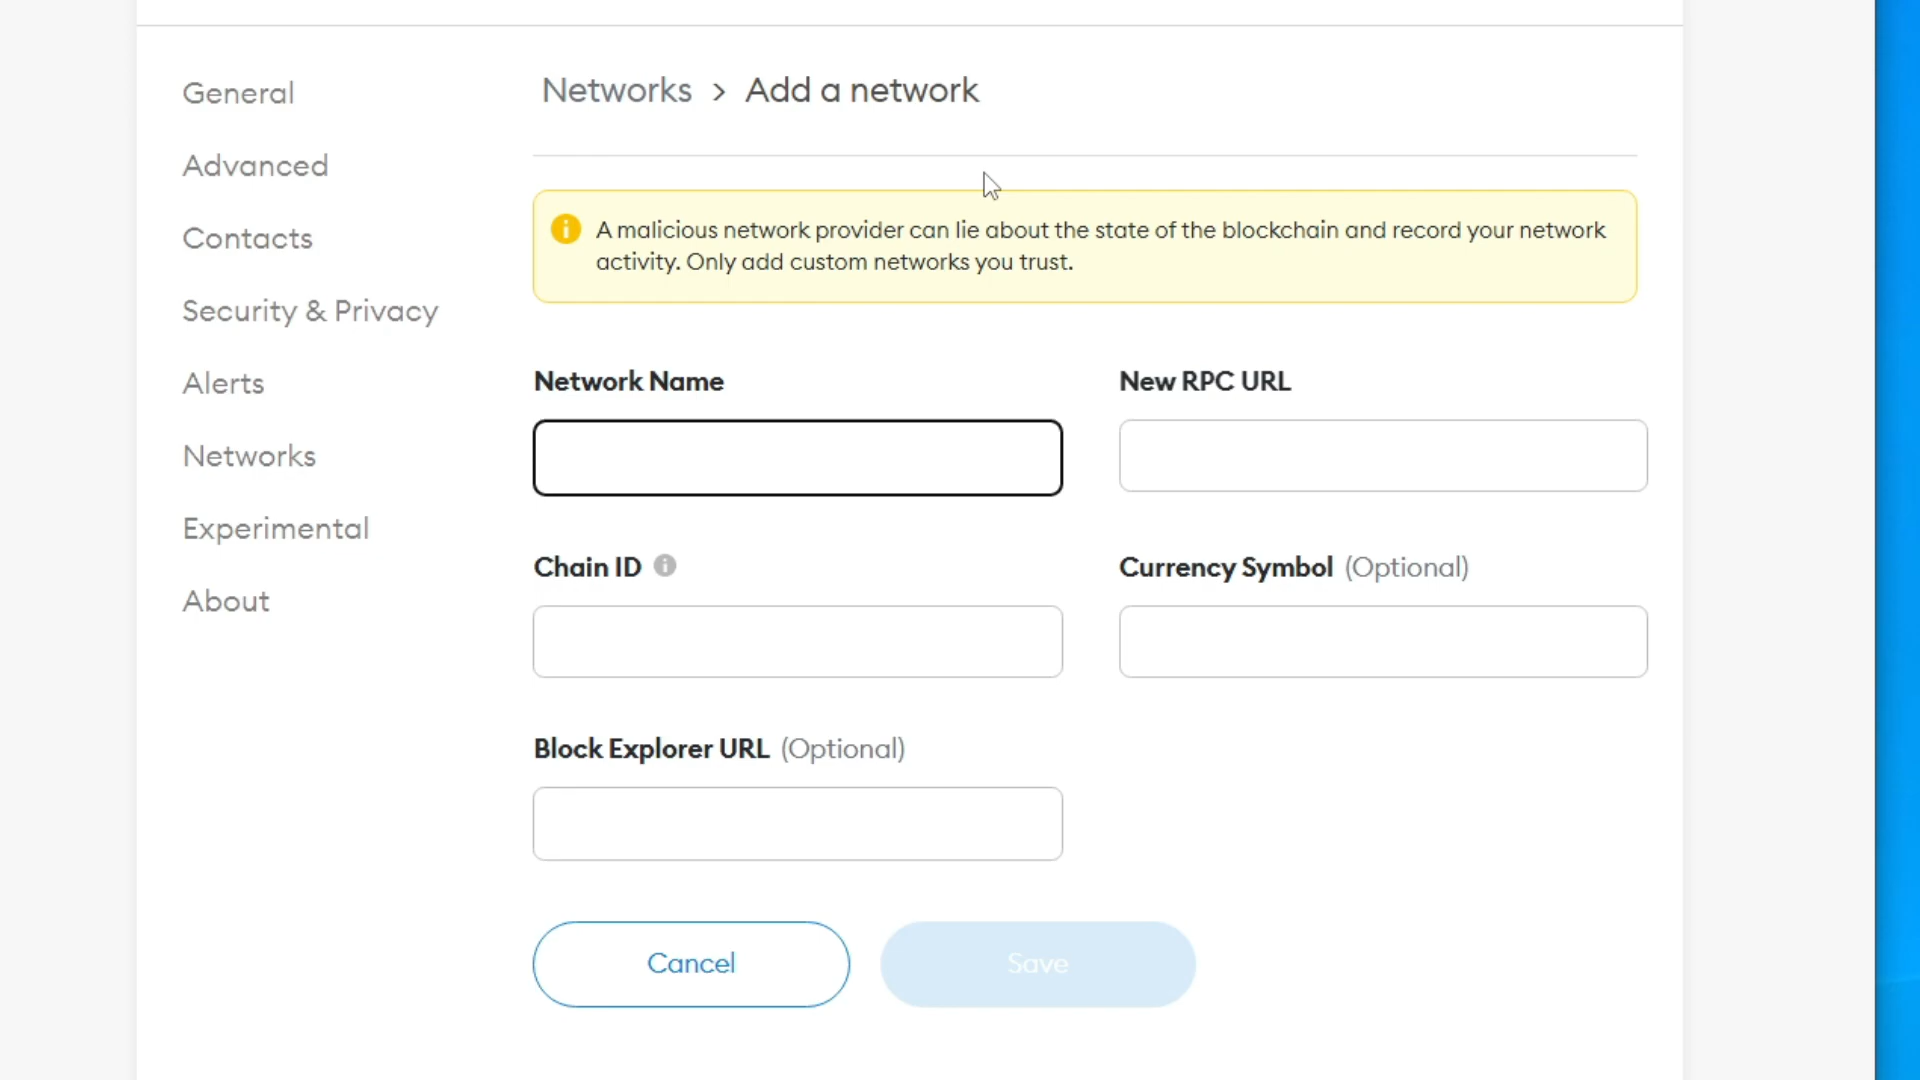 General
Advanced
Contacts
Security & Privacy
Alerts
Networks
Experimental
About
Networks > Add a network
A malicious network provider can lie about the state of the blockchain and record your network
activity. Only add custom networks you trust.
Network Name
New RPC URL
Chain ID
Currency Symbol (Optional)
Block Explorer URL (Optional)
Cancel
Save